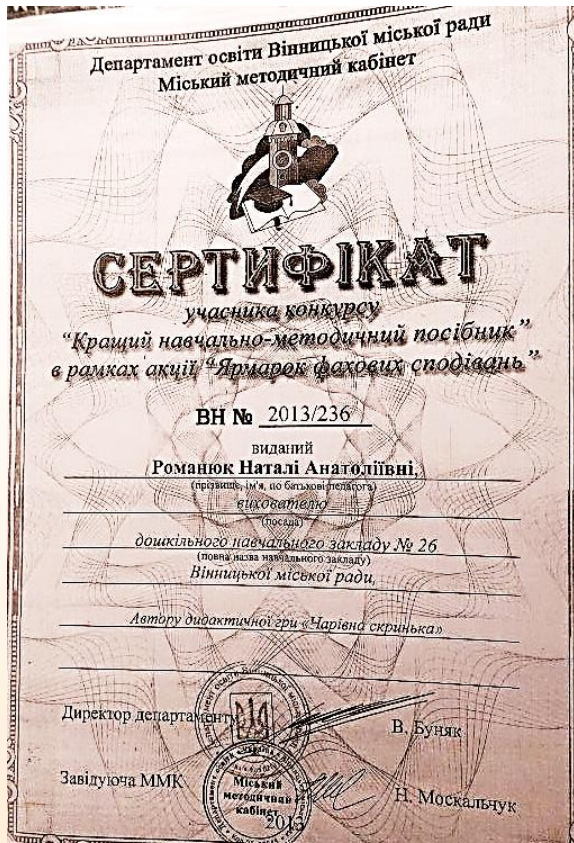 Департамент освіти Вінницької міської ради
Міський методичний кабінет
СЕРТИФІКАТ
учасника конкурсу
“Кращий навчально-методичний посібник”
в рамках акції “Ярмарок фахових сподівань”
ВН № 2013/236
виданий
Романюк Наталі Анатоліївні,
(прізвище, ім'я, по батькові педагога)
вихователю
(посада)
дошкільного навчального закладу № 26
(повна назва навчального закладу)
Вінницької міської ради,
Автору дидактичної гри «Чарівна скринька»
Директор департаменту
В. Буняк
Завідуюча ММК
Міський
методичний
кабінет
Н. Москальчук
2013